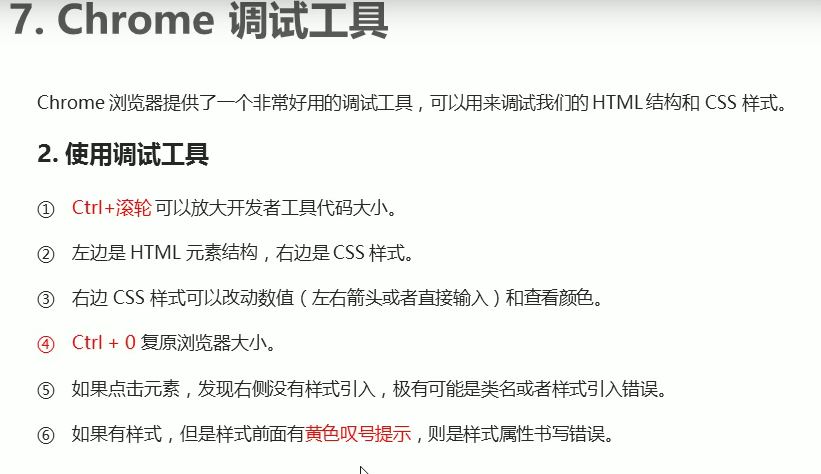 7. Chrome 调试工具
Chrome 浏览器提供了一个非常好用的调试工具，可以用来调试我们的 HTML 结构和 CSS 样式。
2. 使用调试工具
① Ctrl+滚轮 可以放大开发者工具代码大小。
② 左边是 HTML 元素结构，右边是 CSS 样式。
③ 右边 CSS 样式可以改动数值（左右箭头或者直接输入）和查看颜色。
④ Ctrl + 0 复原浏览器大小。
⑤ 如果点击元素，发现右侧没有样式引入，极有可能是类名或者样式引入错误。
⑥ 如果有样式，但是样式前面有黄色叹号提示，则是样式属性书写错误。